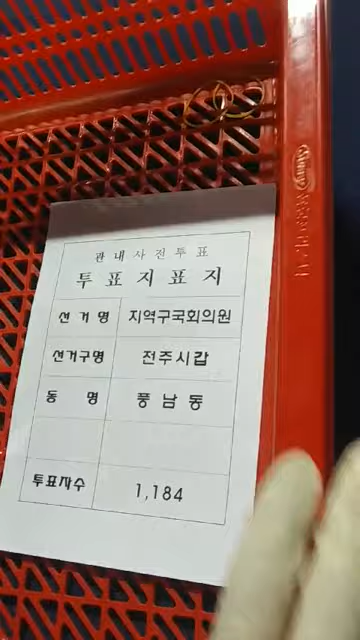 관내사전투표
투표지표지
선거명 지역구국회의원
선거구명 전주시갑
동명 풍남동
투표자수 1,184